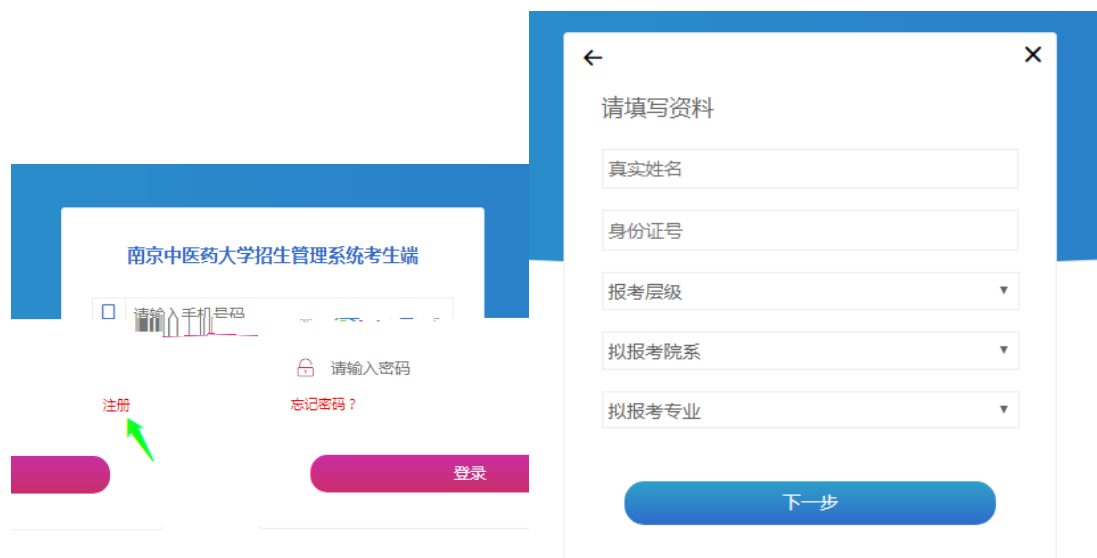 南京中医药大学招生管理系统考生端
请输入手机号码
请输入密码
注册
忘记密码？
登录
请填写资料
真实姓名
身份证号
报考层级
拟报考院系
拟报考专业
下一步